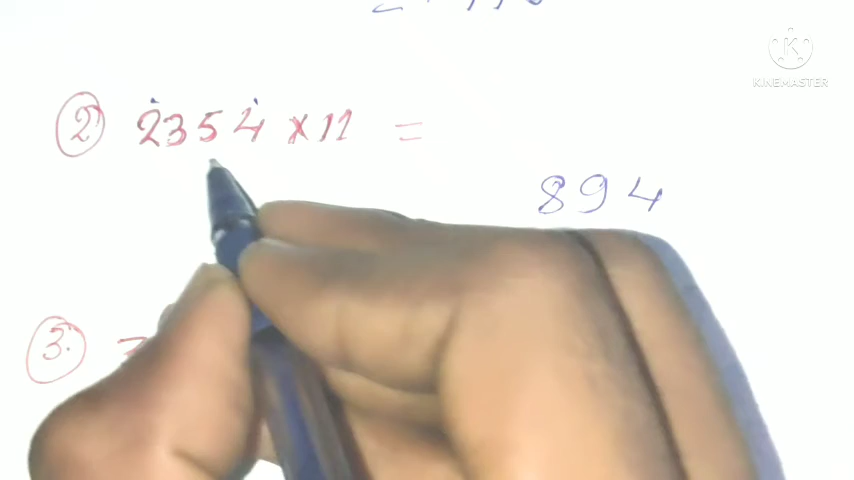 KINEMASTER
② 2354 × 11 =
894
③.